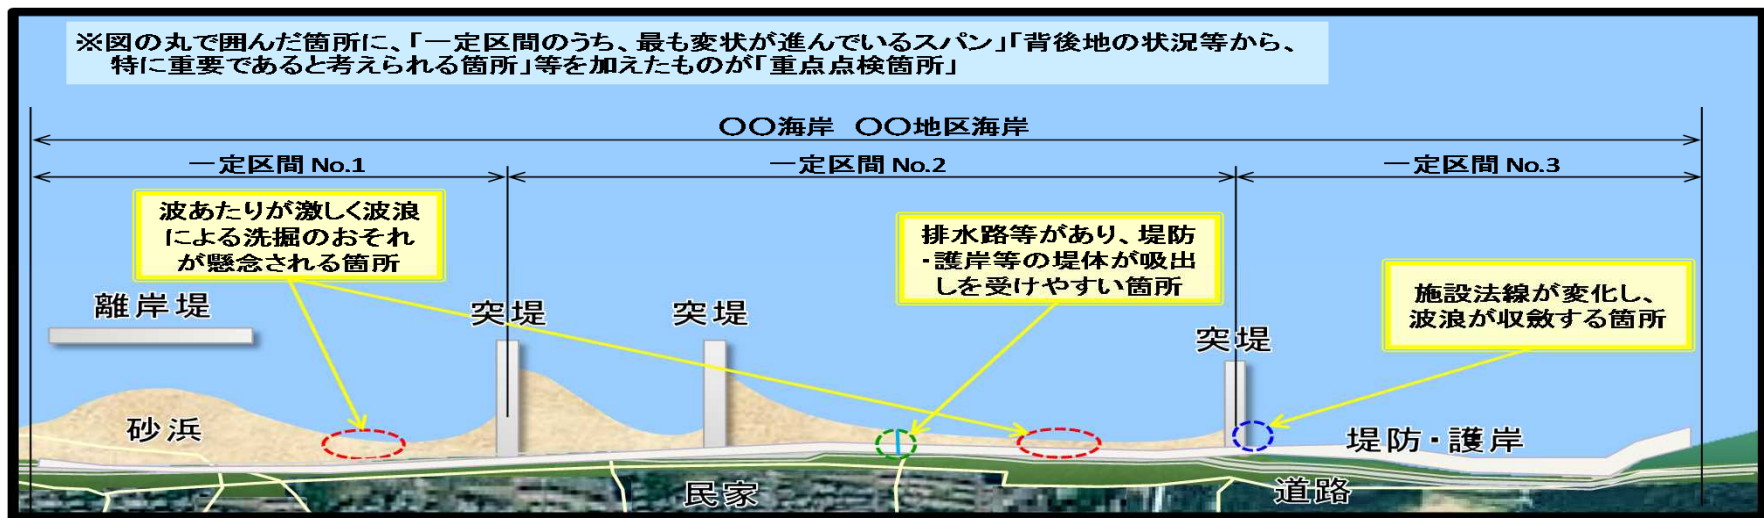 ※図の丸で囲んだ箇所に、「一定区間のうち、最も変状が進んでいるスパン」「背後地の状況等から、
特に重要であると考えられる箇所」等を加えたものが「重点点検箇所」
〇〇海岸　〇〇地区海岸
一定区間 No.1
一定区間 No.2
一定区間 No.3
波あたりが激しく波浪
による洗掘のおそれ
が懸念される箇所
排水路等があり、堤防
・護岸等の堤体が吸出
しを受けやすい箇所
施設法線が変化し、
波浪が収斂する箇所
離岸堤
突堤
突堤
突堤
砂浜
堤防・護岸
民家
道路